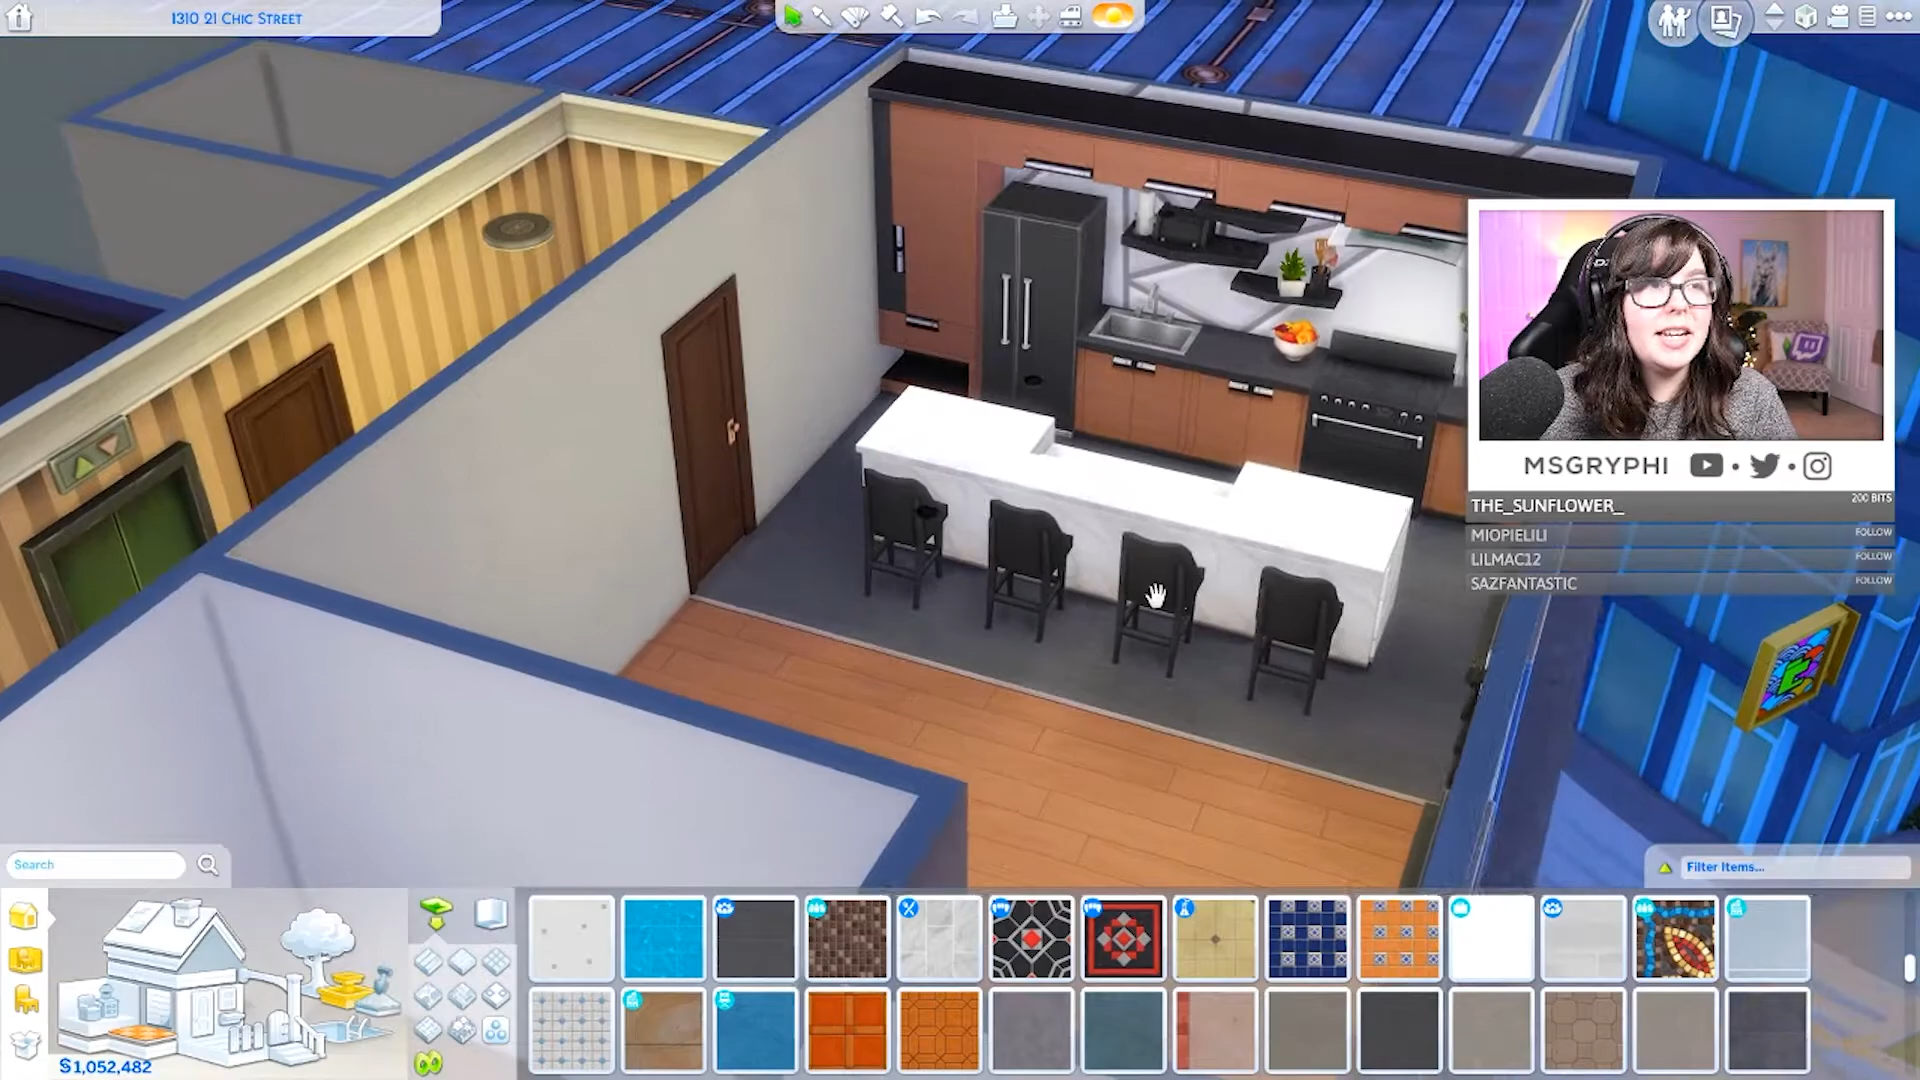 1310 21 CHIC STREET
MSGRYPHI
THE_SUNFLOWER_ 200 BITS
MIOPIELILI FOLLOW
LILMAC12 FOLLOW
SAZFANTASTIC FOLLOW
Search
Filter Items...
§1,052,482